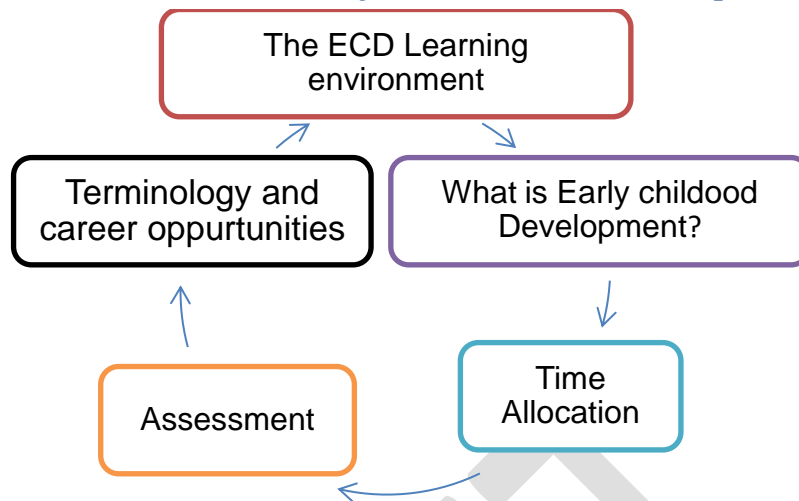 The ECD Learning
environment
Terminology and
career oppurtunities
What is Early childood
Development?
Assessment
Time
Allocation